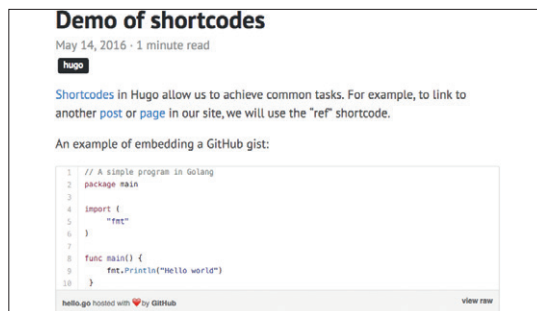 Demo of shortcodes
May 14, 2016 · 1 minute read
hugo
Shortcodes in Hugo allow us to achieve common tasks. For example, to link to
another post or page in our site, we will use the “ref” shortcode.
An example of embedding a GitHub gist:
1 // A simple program in Golang
2 package main
3
4 import (
5 "fmt"
6 )
7
8 func main() {
9 fmt.Println("Hello world")
10 }
hello.go hosted with ❤ by GitHub view raw